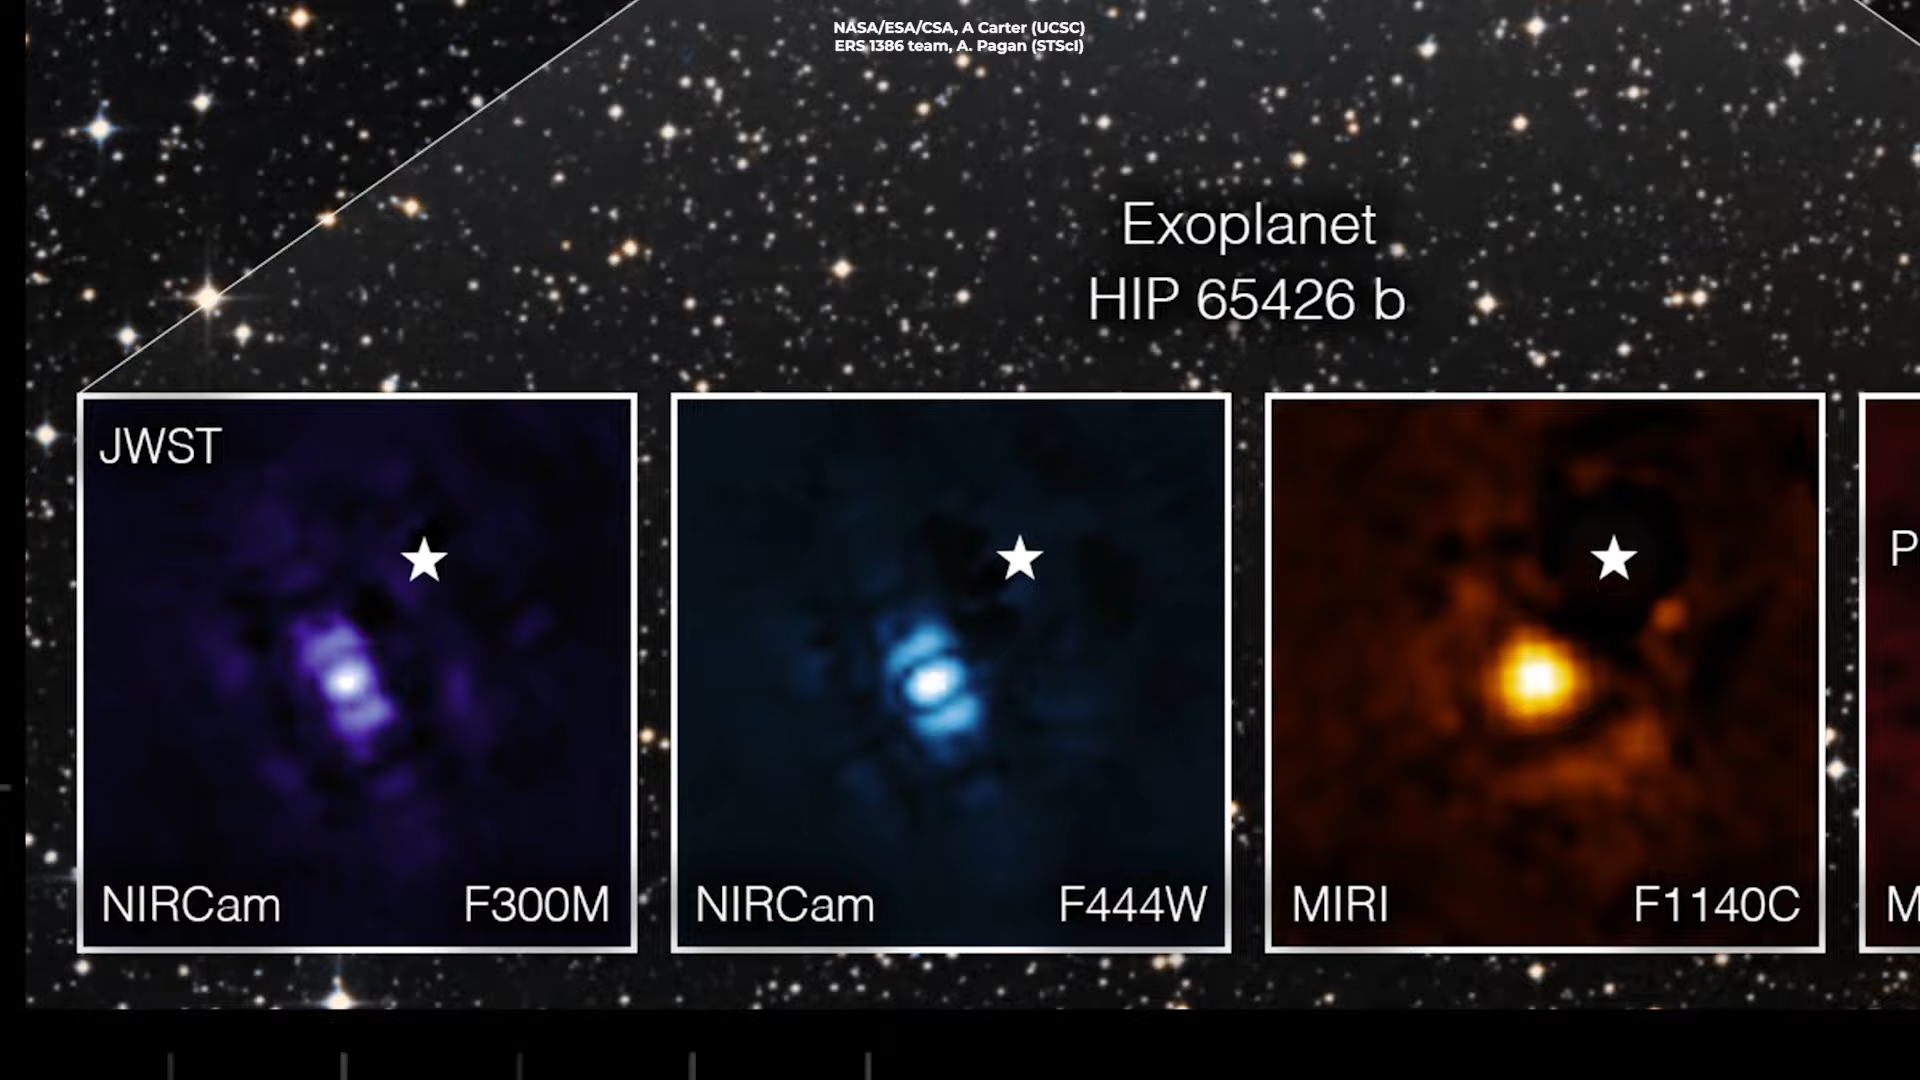 NASA/ESA/CSA, A Carter (UCSC)
ERS 1386 team, A. Pagan (STScI)
Exoplanet
HIP 65426 b
JWST
NIRCam
F300M
NIRCam
F444W
MIRI
F1140C
P
M